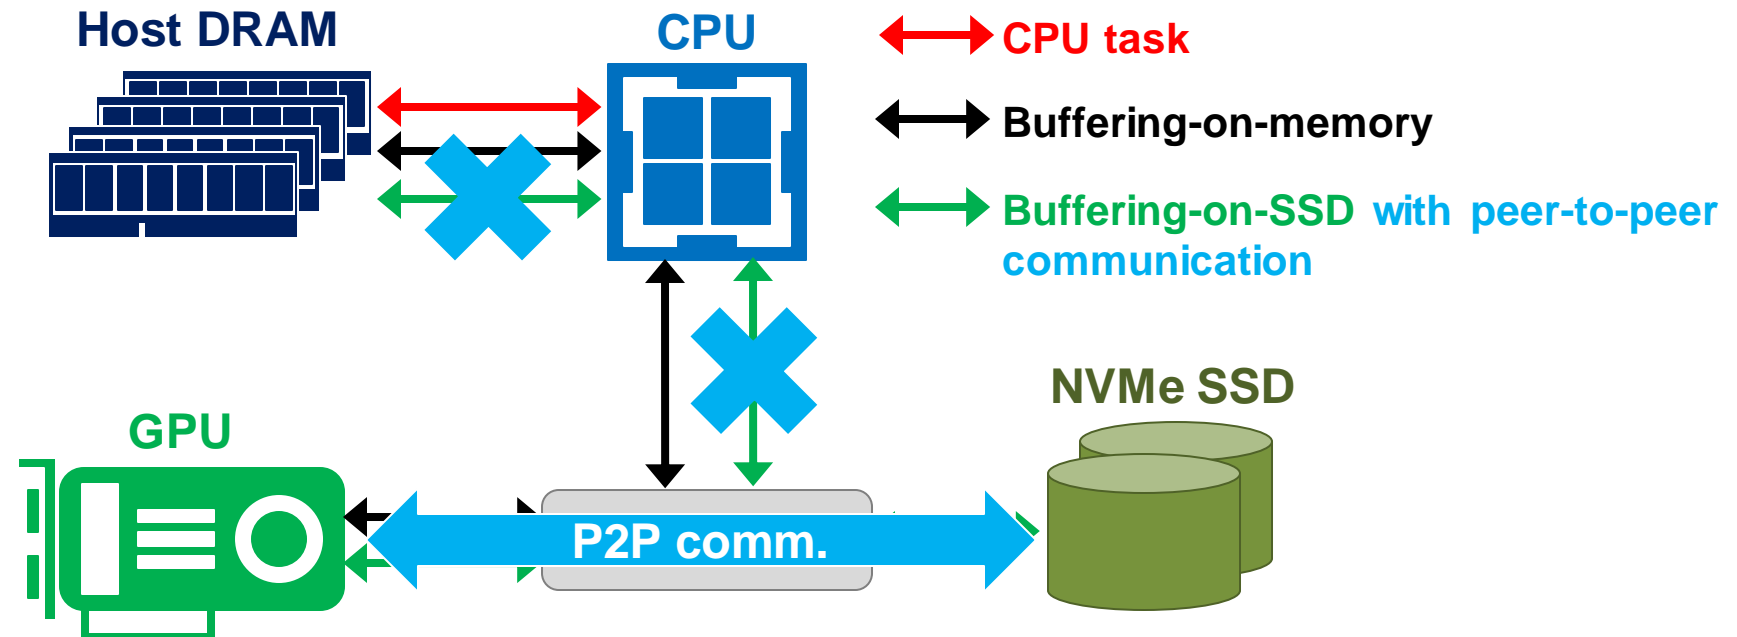 Host DRAM
CPU
CPU task
Buffering-on-memory
Buffering-on-SSD with peer-to-peer
communication
NVMe SSD
GPU
P2P comm.